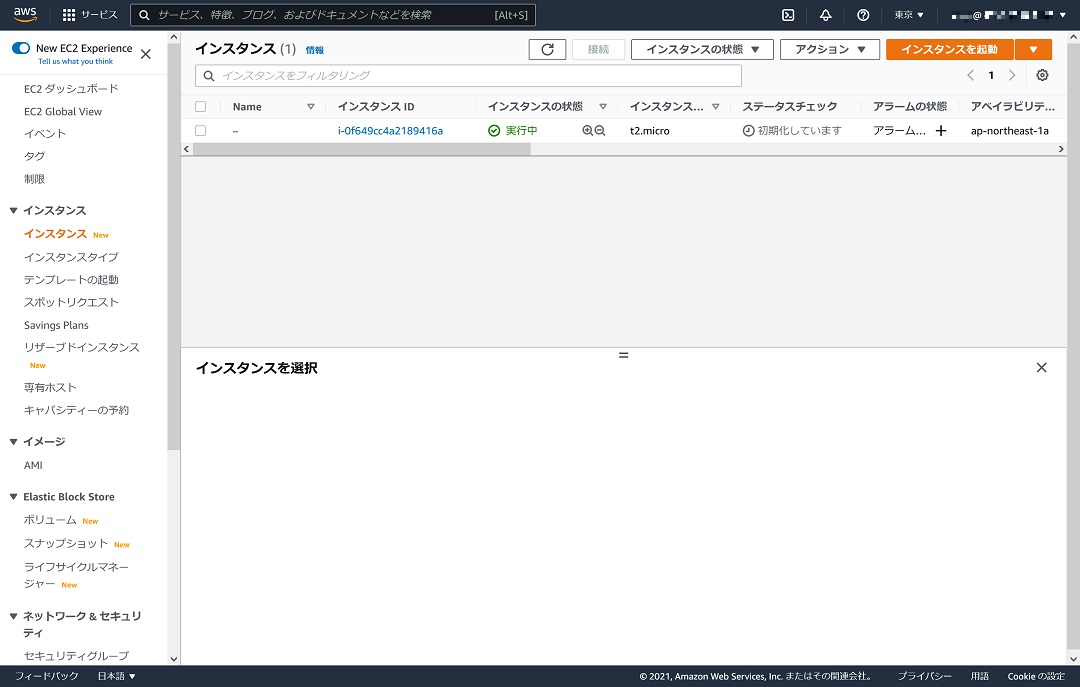 aws
サービス
サービス、特徴、ブログ、およびドキュメントなどを検索 [Alt+S]
東京 ▼
@
New EC2 Experience
Tell us what you think
EC2 ダッシュボード
EC2 Global View
イベント
タグ
制限
インスタンス
インスタンス New
インスタンスタイプ
テンプレートの起動
スポットリクエスト
Savings Plans
リザーブドインスタンス
New
専有ホスト
キャパシティーの予約
イメージ
AMI
Elastic Block Store
ボリューム New
スナップショット New
ライフサイクルマネー
ジャー New
ネットワーク & セキュリ
ティ
セキュリティグループ
インスタンス (1) 情報
接続
インスタンスの状態 ▼
アクション ▼
インスタンスを起動 ▼
インスタンスをフィルタリング
1
Name インスタンス ID インスタンスの状態 インスタンス... ステータスチェック アラームの状態 アベイラビリテ...
– i-0f649cc4a2189416a 実行中 t2.micro 初期化しています アラーム... + ap-northeast-1a
インスタンスを選択
フィードバック 日本語 ▼
© 2021, Amazon Web Services, Inc. またはその関連会社。 プライバシー 用語 Cookie の設定